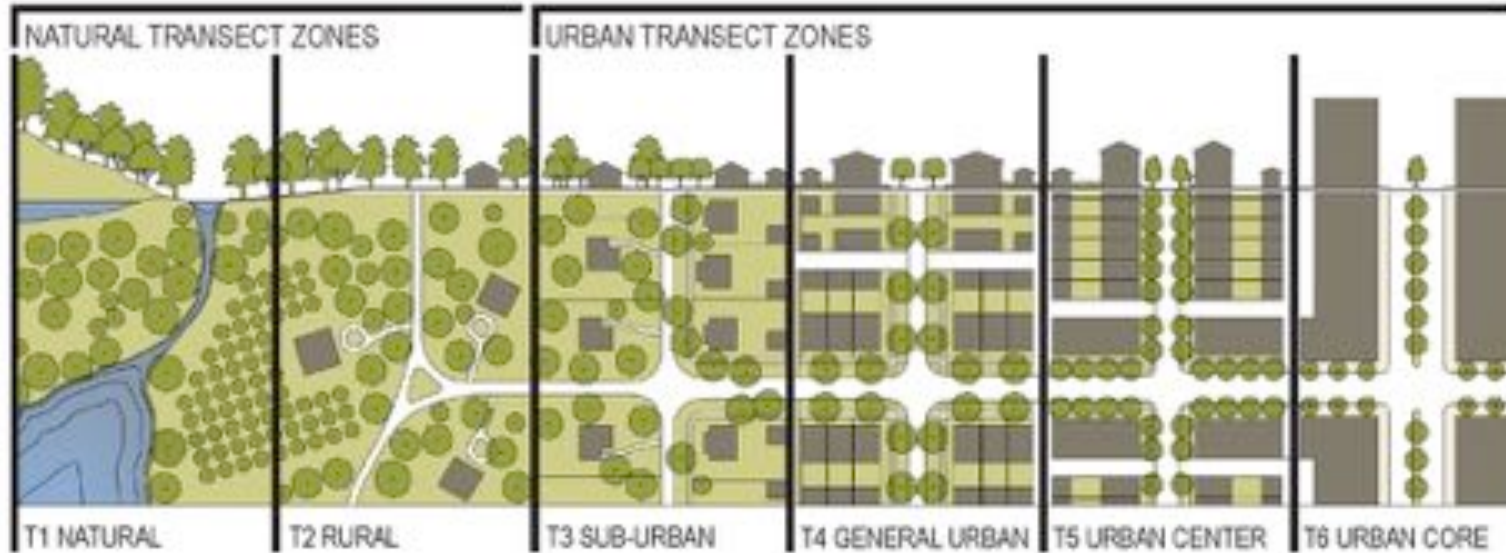 NATURAL TRANSECT ZONES
URBAN TRANSECT ZONES
T1 NATURAL
T2 RURAL
T3 SUB-URBAN
T4 GENERAL URBAN
T5 URBAN CENTER
T6 URBAN CORE